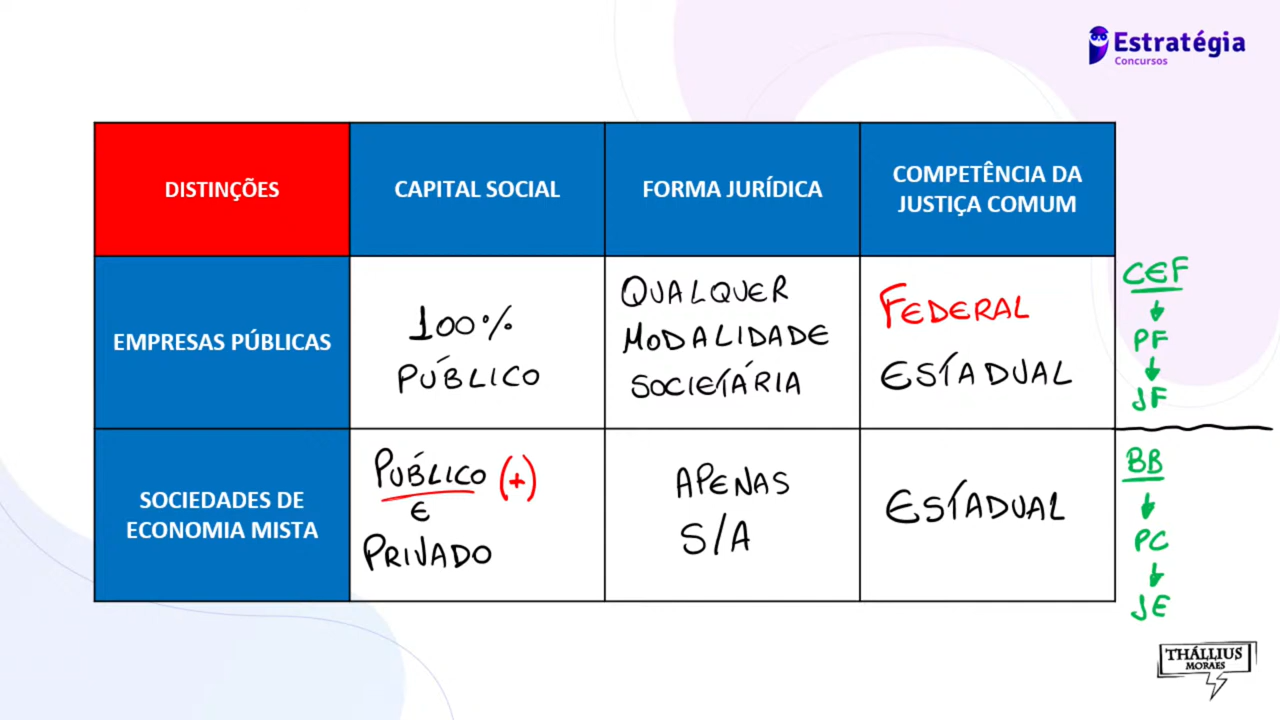 Estratégia
Concursos
DISTINÇÕES
CAPITAL SOCIAL
FORMA JURÍDICA
COMPETÊNCIA DA
JUSTIÇA COMUM
EMPRESAS PÚBLICAS
100%
PÚBLICO
QUALQUER
MODALIDADE
SOCIETÁRIA
FEDERAL
ESTADUAL
CEF
PF
JF
SOCIEDADES DE
ECONOMIA MISTA
PÚBLICO (+)
E
PRIVADO
APENAS
S/A
ESTADUAL
BB
PC
JE
THÁLLIUS
MORAES